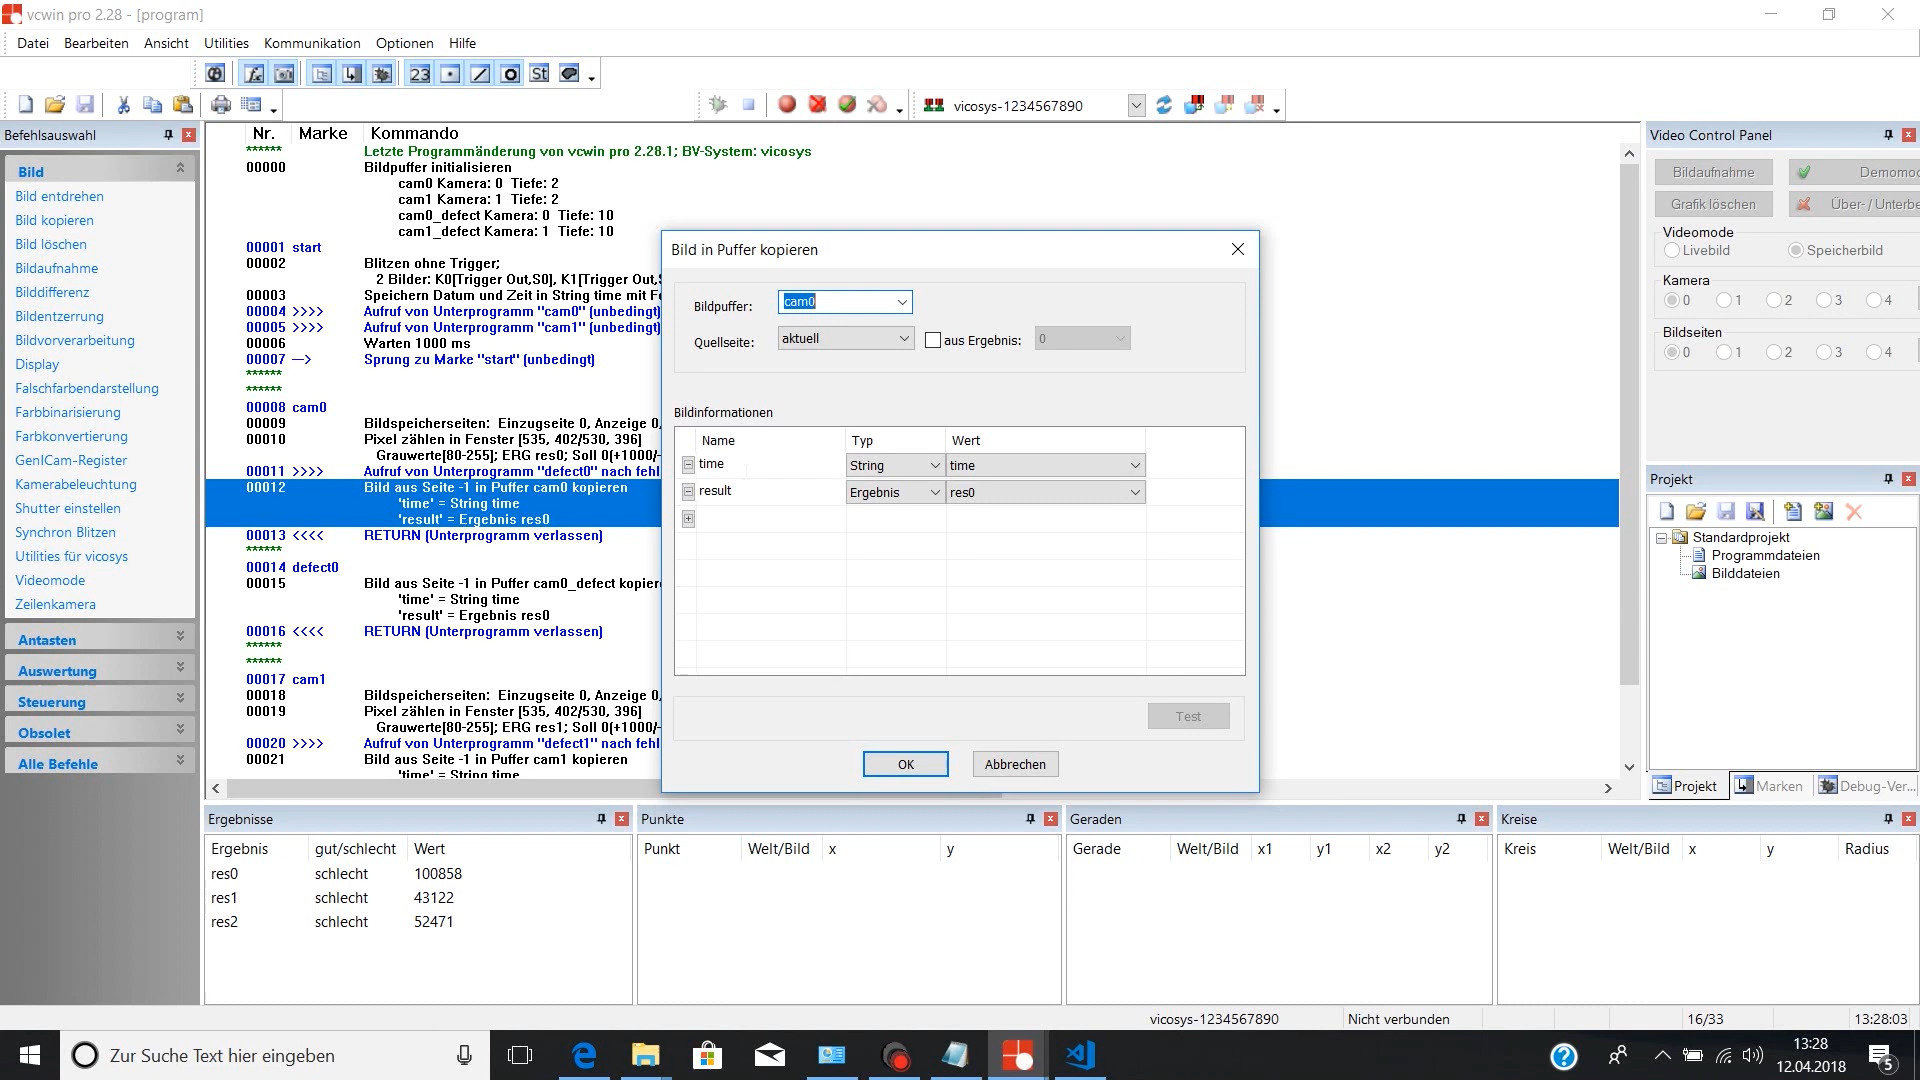 vcwin pro 2.28 - [program]
Datei Bearbeiten Ansicht Utilities Kommunikation Optionen Hilfe
23 St
vicosys-1234567890
Befehlsauswahl
Bild
Bild entdrehen
Bild kopieren
Bild löschen
Bildaufnahme
Bilddifferenz
Bildentzerrung
Bildvorverarbeitung
Display
Falschfarbendarstellung
Farbbinarisierung
Farbkonvertierung
GenICam-Register
Kamerabeleuchtung
Shutter einstellen
Synchron Blitzen
Utilities für vicosys
Videomode
Zeilenkamera
Antasten
Auswertung
Steuerung
Obsolet
Alle Befehle
Nr. Marke Kommando
****** Letzte Programmänderung von vcwin pro 2.28.1; BV-System: vicosys
00000 Bildpuffer initialisieren
cam0 Kamera: 0 Tiefe: 2
cam1 Kamera: 1 Tiefe: 2
cam0_defect Kamera: 0 Tiefe: 10
cam1_defect Kamera: 1 Tiefe: 10
00001 start
00002 Blitzen ohne Trigger;
2 Bilder: K0[Trigger Out,S0], K1[Trigger Out,
00003 Speichern Datum und Zeit in String time mit
00004 >>>> Aufruf von Unterprogramm "cam0" (unbedingt)
00005 >>>> Aufruf von Unterprogramm "cam1" (unbedingt)
00006 Warten 1000 ms
00007 —> Sprung zu Marke "start" (unbedingt)
******
******
00008 cam0
00009 Bildspeicherseiten: Einzugseite 0, Anzeige 0,
00010 Pixel zählen in Fenster [535, 402/530, 396]
Grauwerte[80-255]; ERG res0; Soll 0(+1000/-
00011 >>>> Aufruf von Unterprogramm "defect0" nach fehl
00012 Bild aus Seite -1 in Puffer cam0 kopieren
'time' = String time
'result' = Ergebnis res0
00013 <<<< RETURN (Unterprogramm verlassen)
******
00014 defect0
00015 Bild aus Seite -1 in Puffer cam0_defect kopier
'time' = String time
'result' = Ergebnis res0
00016 <<<< RETURN (Unterprogramm verlassen)
******
******
00017 cam1
00018 Bildspeicherseiten: Einzugseite 0, Anzeige 0,
00019 Pixel zählen in Fenster [535, 402/530, 396]
Grauwerte[80-255]; ERG res1; Soll 0(+1000/-
00020 >>>> Aufruf von Unterprogramm "defect1" nach fehl
00021 Bild aus Seite -1 in Puffer cam1 kopieren
'time' = String time
Bild in Puffer kopieren
Bildpuffer: cam0
Quellseite: aktuell aus Ergebnis: 0
Bildinformationen
Name Typ Wert
time String time
result Ergebnis res0
Test
OK Abbrechen
Video Control Panel
Bildaufnahme Demomoc
Grafik löschen Über- / Unterbe
Videomode
Livebild Speicherbild
Kamera
0 1 2 3 4
Bildseiten
0 1 2 3 4
Projekt
Standardprojekt
Programmdateien
Bilddateien
Projekt Marken Debug-Ver...
Ergebnisse
Ergebnis gut/schlecht Wert
res0 schlecht 100858
res1 schlecht 43122
res2 schlecht 52471
Punkte
Punkt Welt/Bild x y
Geraden
Gerade Welt/Bild x1 y1 x2 y2
Kreise
Kreis Welt/Bild x y Radius
vicosys-1234567890 Nicht verbunden 16/33 13:28:03
Zur Suche Text hier eingeben
13:28
12.04.2018
5